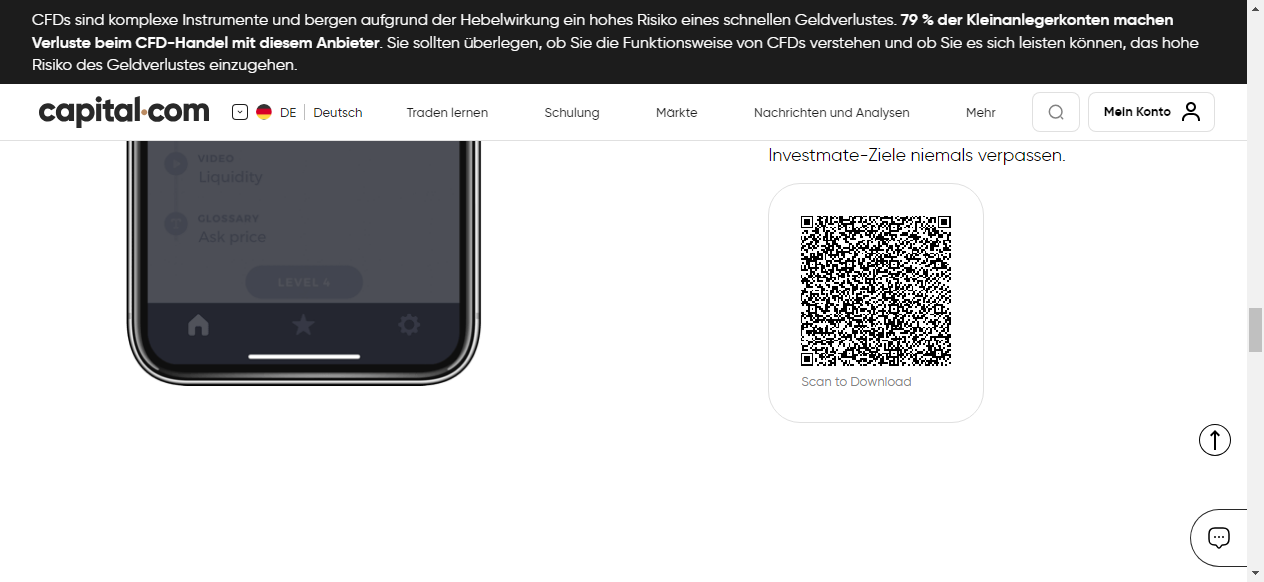 CFDs sind komplexe Instrumente und bergen aufgrund der Hebelwirkung ein hohes Risiko eines schnellen Geldverlustes. 79 % der Kleinanlegerkonten machen
Verluste beim CFD-Handel mit diesem Anbieter. Sie sollten überlegen, ob Sie die Funktionsweise von CFDs verstehen und ob Sie es sich leisten können, das hohe
Risiko des Geldverlustes einzugehen.
capital.com DE Deutsch Traden lernen Schulung Märkte Nachrichten und Analysen Mehr Mein Konto
Investmate-Ziele niemals verpassen.
VIDEO
Liquidity
GLOSSARY
Ask price
LEVEL 4
Scan to Download